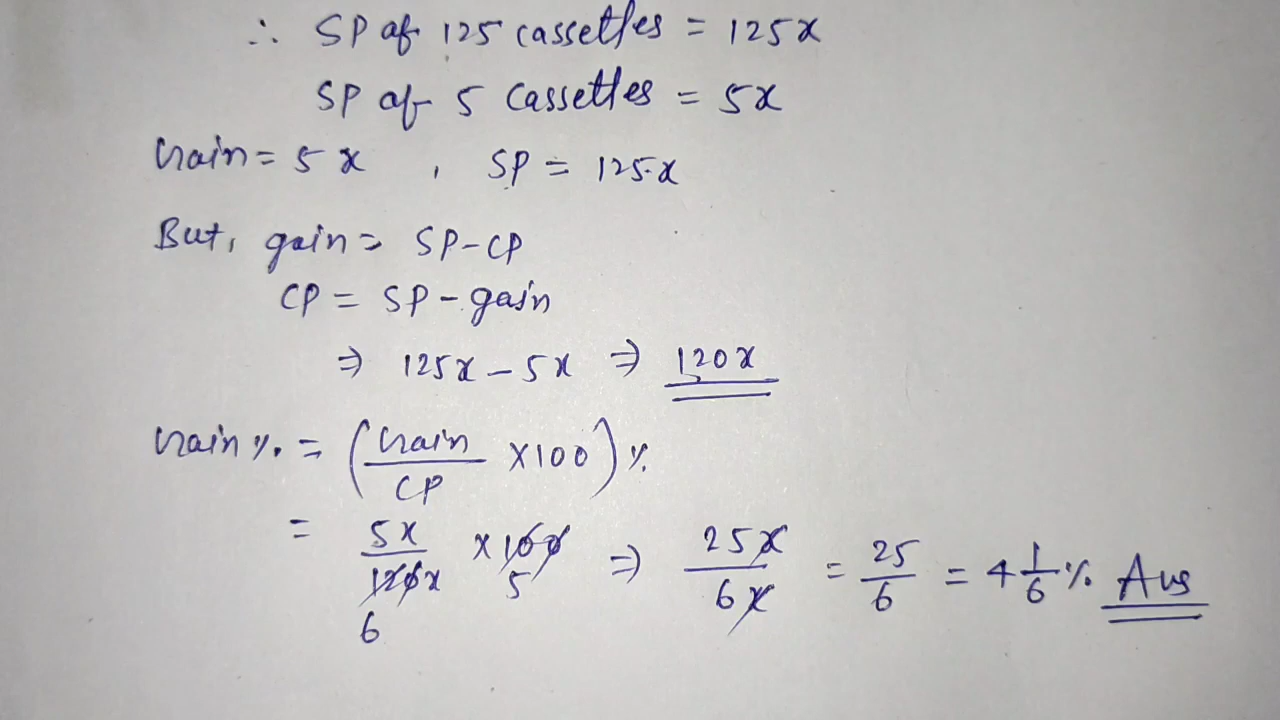 ∴ SP of 125 cassettes = 125x
SP of 5 Cassettes = 5x
Gain = 5x , SP = 125x
But, gain = SP-CP
CP = SP-gain
⇒ 125x-5x ⇒ 120x
Gain % = (Gain/CP ×100)%
= 5x/120x ×100 ⇒ 25x/6x = 25/6 = 4 1/6 % Ans
6 5